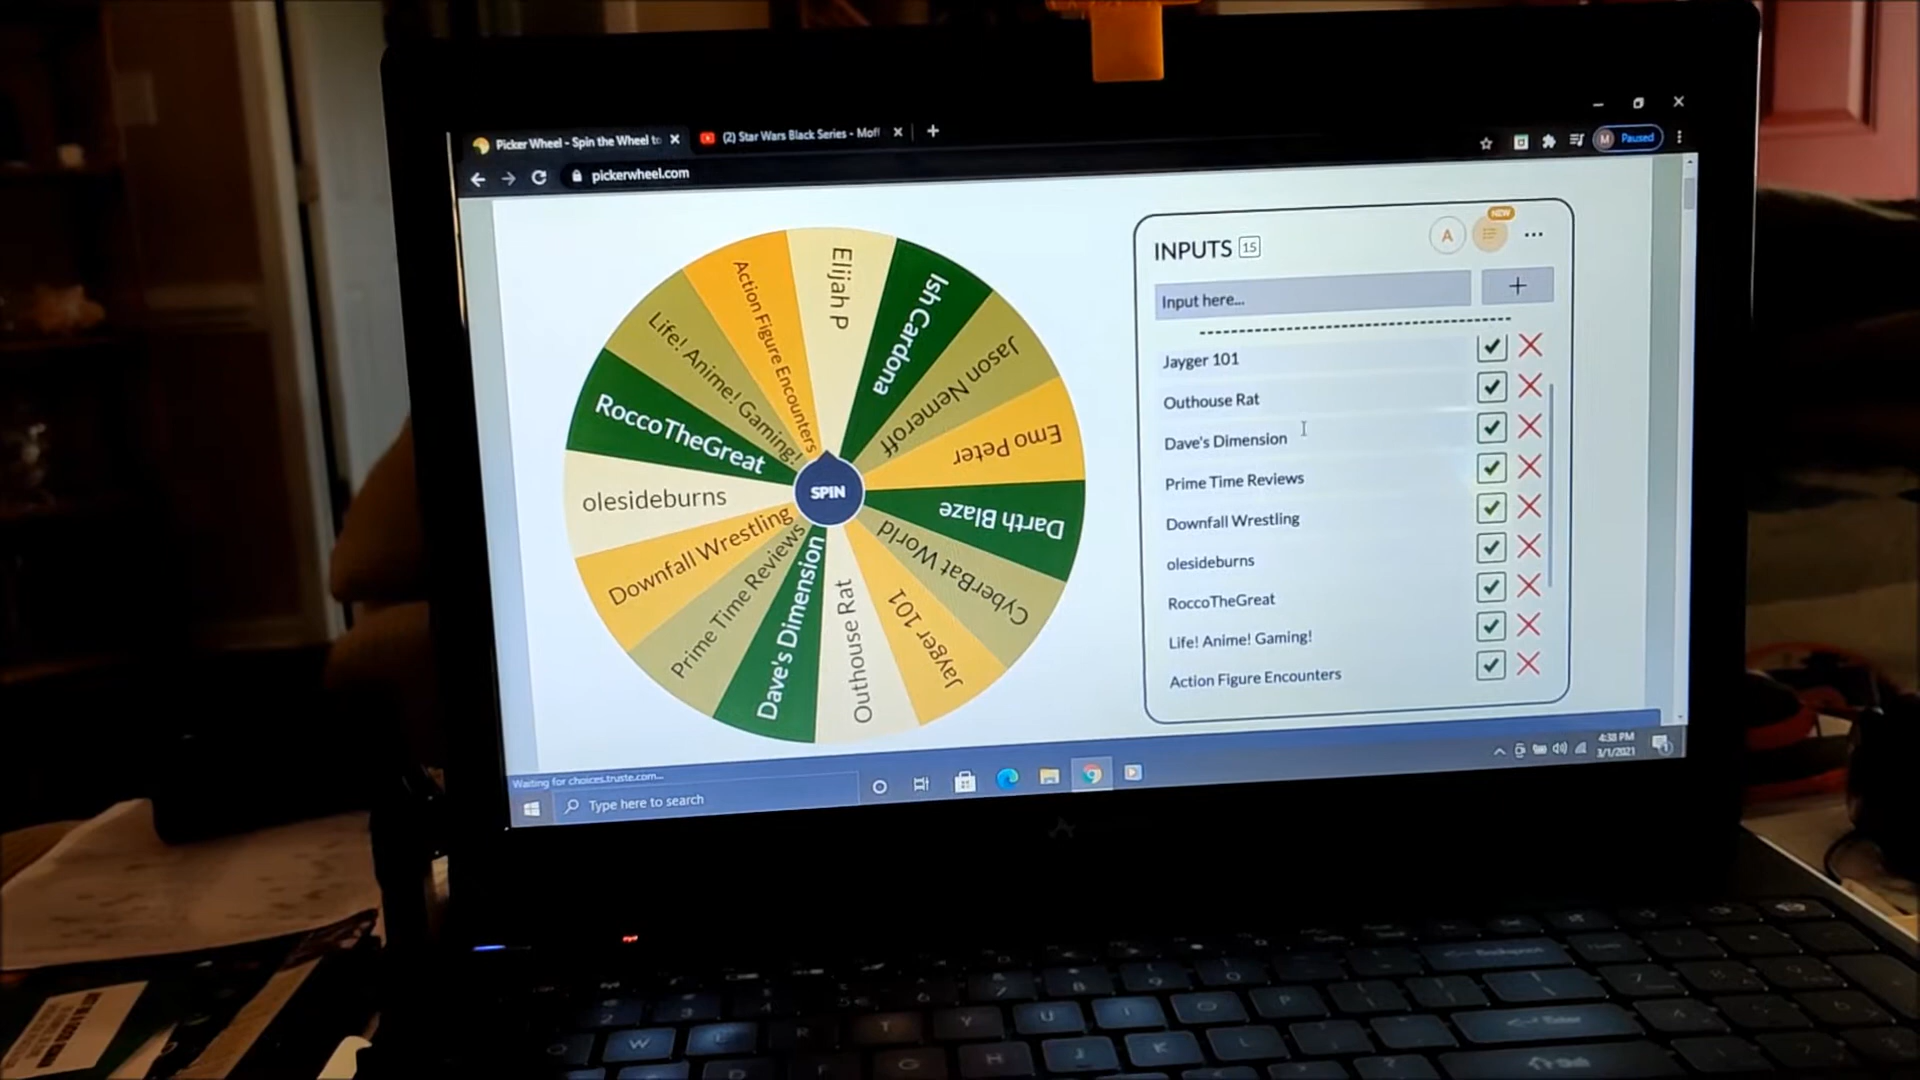 Picker Wheel - Spin the Wheel to
(2) Star Wars Black Series - Moff
Paused
M
pickerwheel.com
Elijah P
Ish Cardona
Jason Nemeroff
Emo Peter
Darth Blaze
CyberBat World
Jayger 101
Outhouse Rat
Dave's Dimension
Prime Time Reviews
Downfall Wrestling
olesideburns
RoccoTheGreat
Life! Anime! Gaming!
Action Figure Encounters
SPIN
INPUTS 15
A
NEW
Input here...
Jayger 101
Outhouse Rat
Dave's Dimension
Prime Time Reviews
Downfall Wrestling
olesideburns
RoccoTheGreat
Life! Anime! Gaming!
Action Figure Encounters
Waiting for choices.truste.com...
Type here to search
4:38 PM
3/1/2021
T Y U I O P
W E
G H J K L